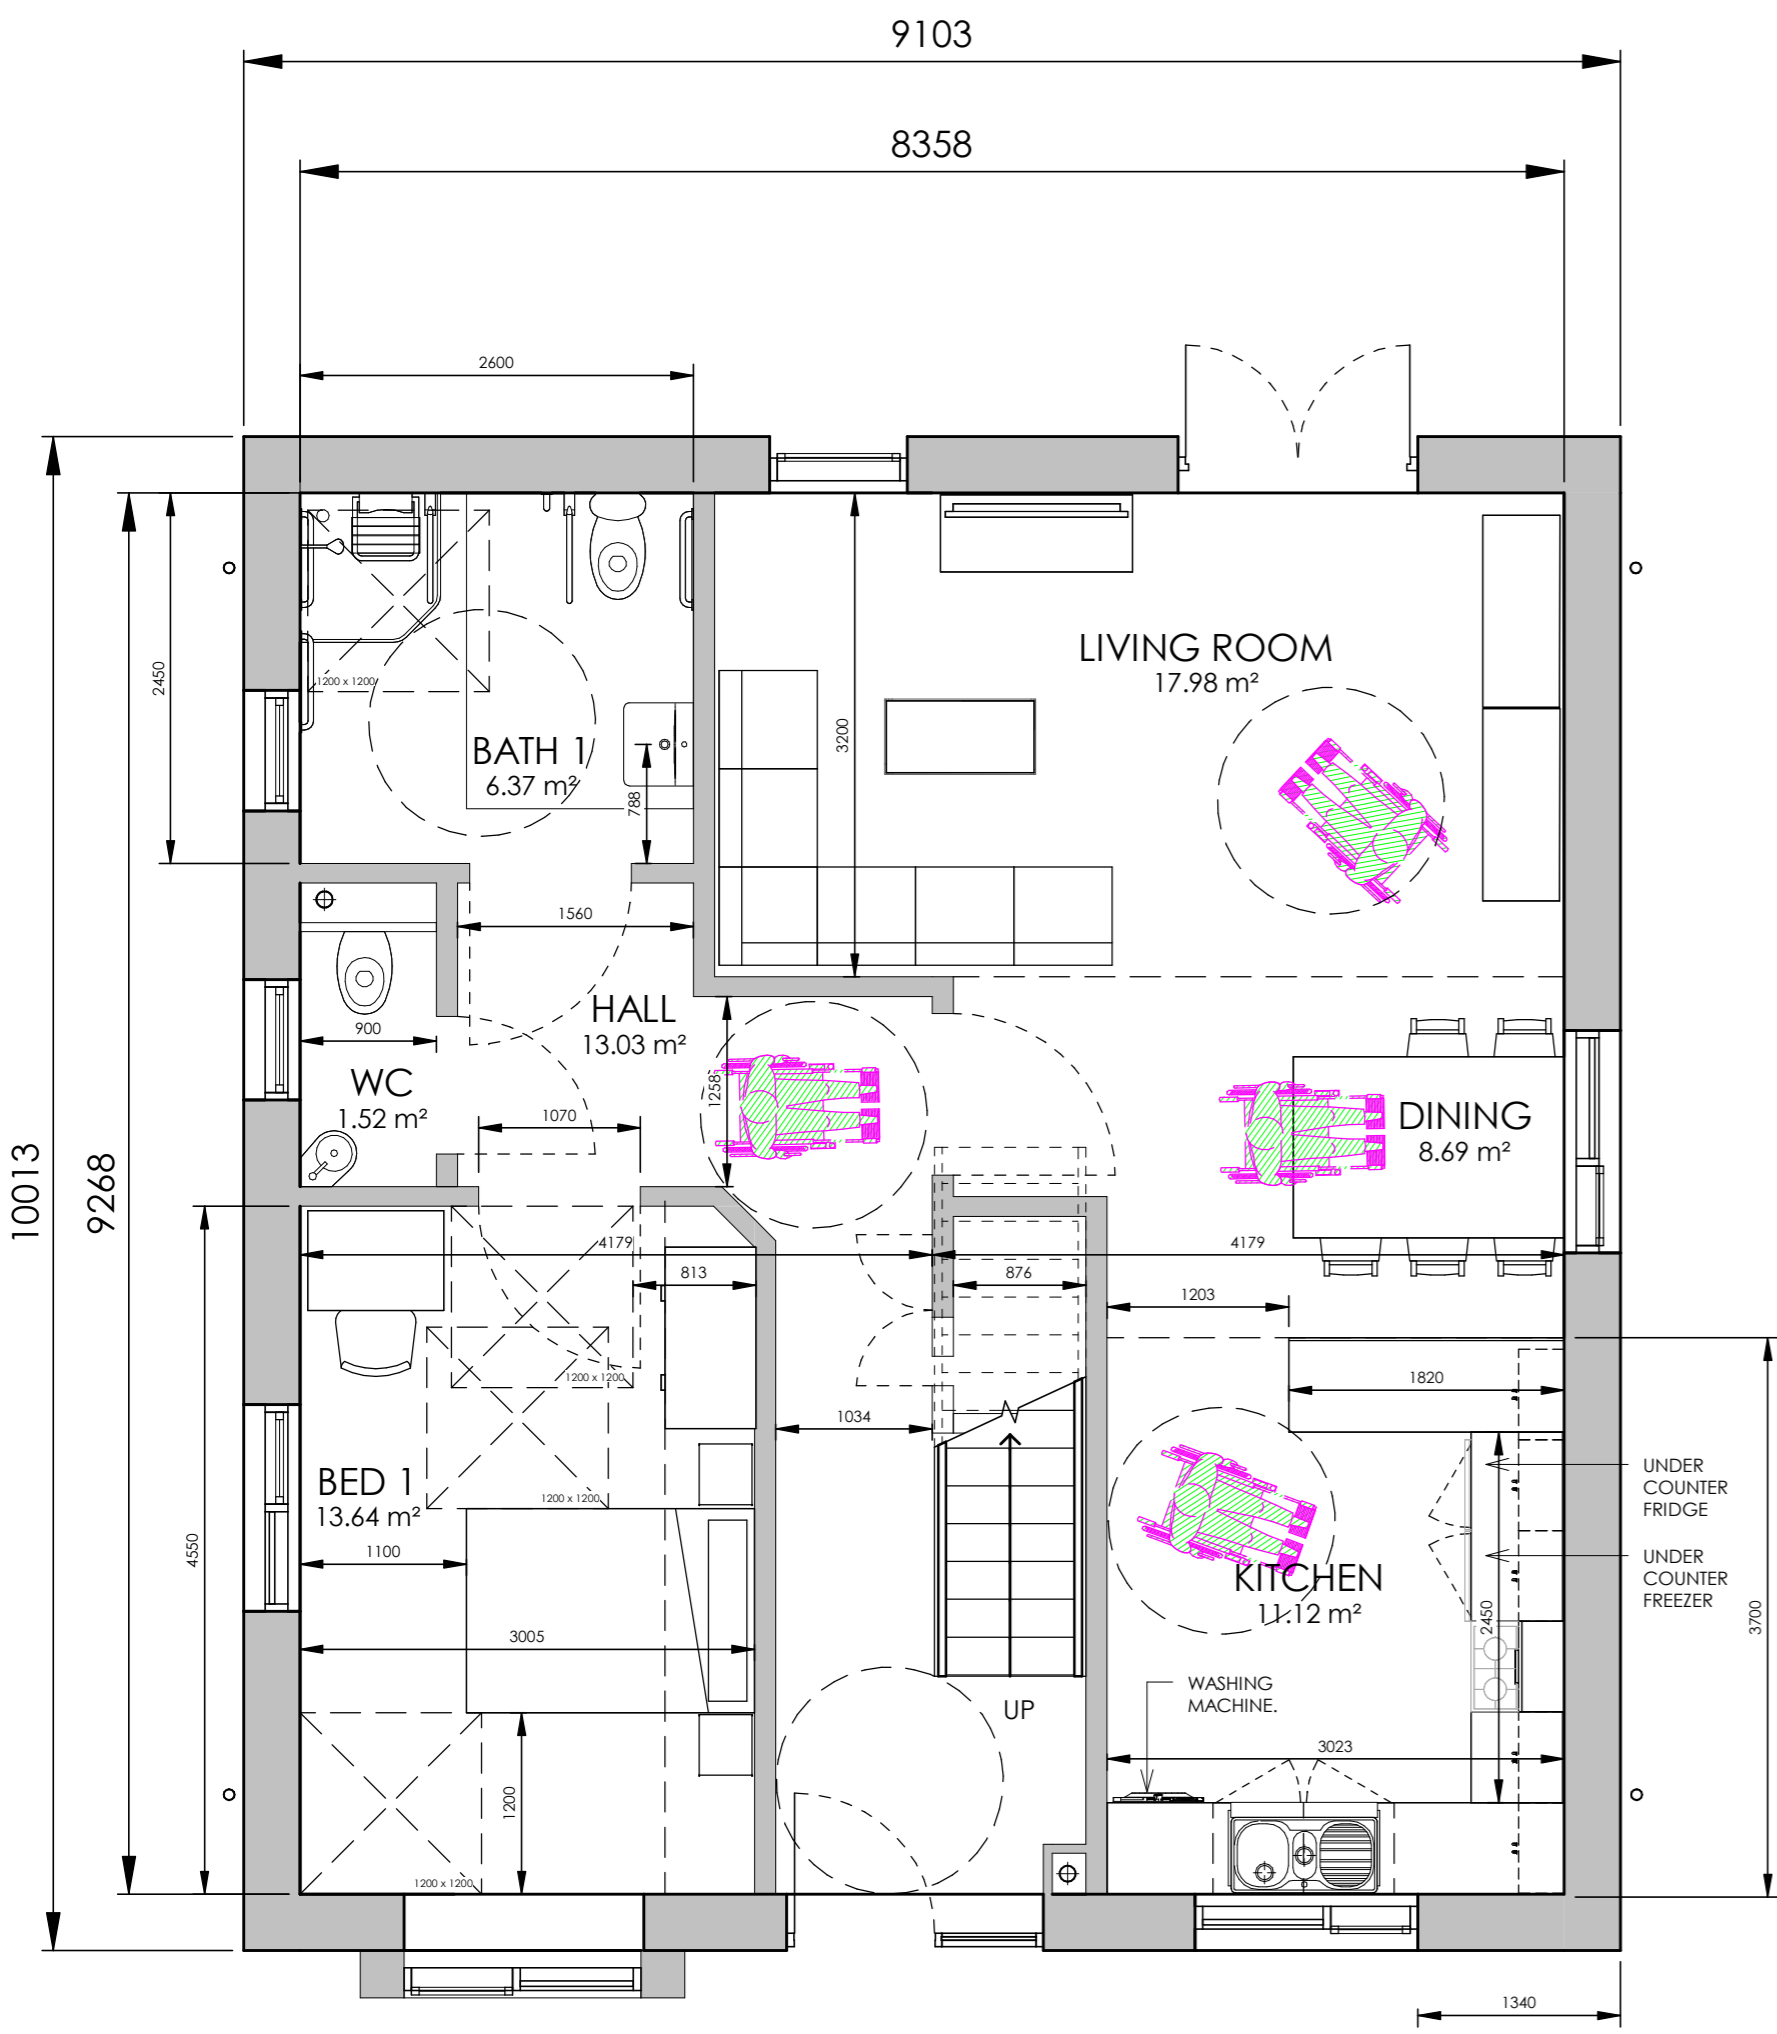 9103
8358
2600
10013
9268
2450
1200 x 1200
BATH 1
6.37 m²
788
3200
LIVING ROOM
17.98 m²
1560
HALL
13.03 m²
900
WC
1.52 m²
1070
1258
DINING
8.69 m²
4179
4179
813
876
1203
1200 x 1200
1820
1034
BED 1
13.64 m²
1200 x 1200
4550
1100
3005
UP
KITCHEN
11.12 m²
2450
UNDER
COUNTER
FRIDGE
UNDER
COUNTER
FREEZER
3700
WASHING
MACHINE.
3023
1200
1200 x 1200
1340